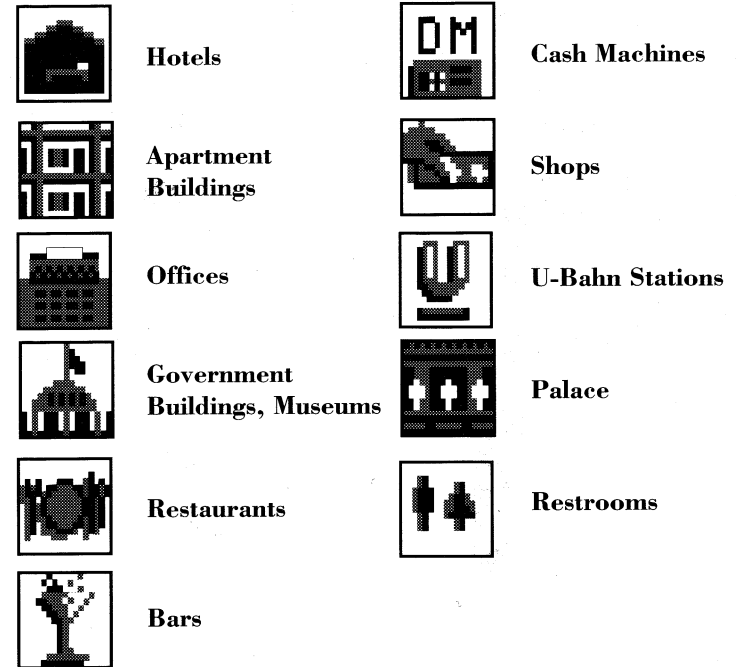 Hotels
Apartment
Buildings
Offices
Government
Buildings, Museums
Restaurants
Bars
DM
Cash Machines
Shops
U
U-Bahn Stations
Palace
Restrooms